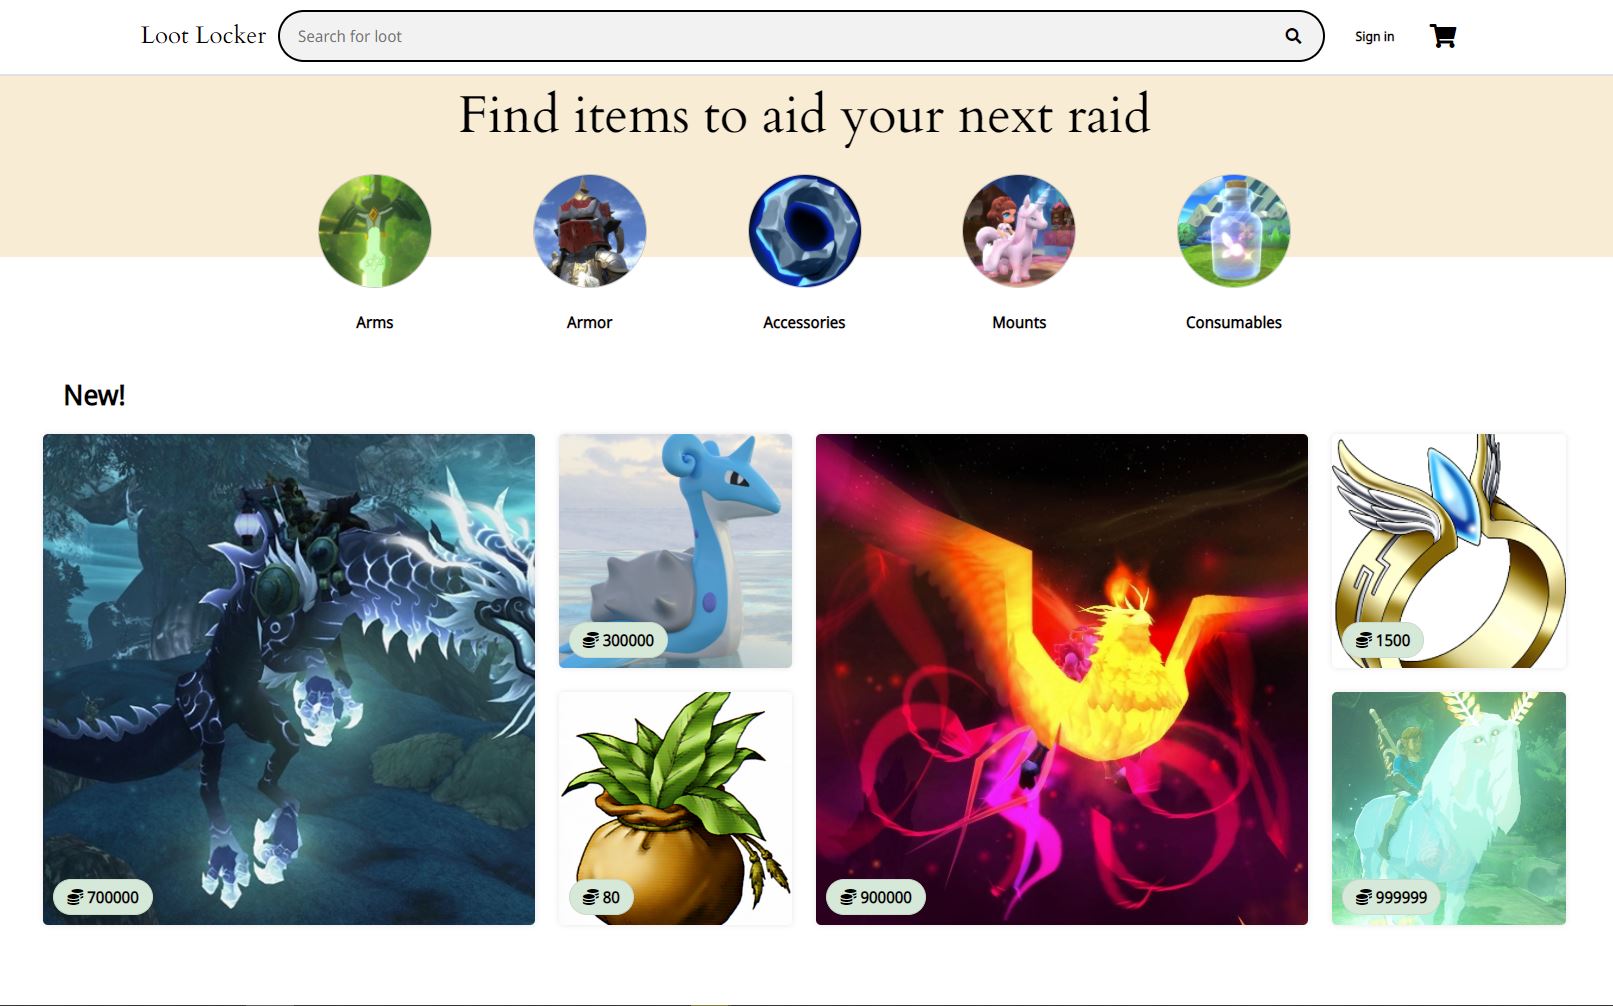 Loot Locker
Search for loot
Sign in
Find items to aid your next raid
Arms
Armor
Accessories
Mounts
Consumables
New!
700000
300000
80
900000
1500
999999